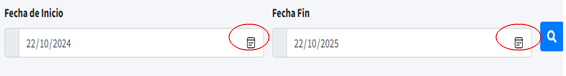 Fecha de Inicio Fecha Fin
22/10/2024 22/10/2025